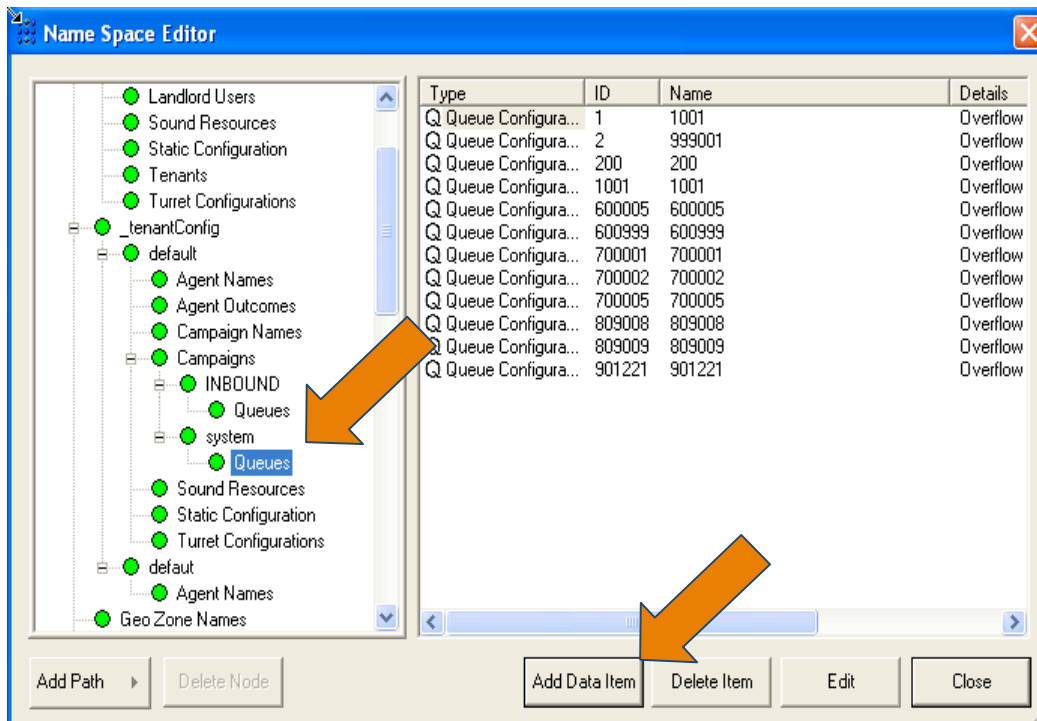 Name Space Editor
Landlord Users
Sound Resources
Static Configuration
Tenants
Turret Configurations
_tenantConfig
default
Agent Names
Agent Outcomes
Campaign Names
Campaigns
INBOUND
Queues
system
Queues
Sound Resources
Static Configuration
Turret Configurations
defaut
Agent Names
Geo Zone Names
Type ID Name Details
Q Queue Configura... 1 1001 Overflow
Q Queue Configura... 2 999001 Overflow
Q Queue Configura... 200 200 Overflow
Q Queue Configura... 1001 1001 Overflow
Q Queue Configura... 600005 600005 Overflow
Q Queue Configura... 600999 600999 Overflow
Q Queue Configura... 700001 700001 Overflow
Q Queue Configura... 700002 700002 Overflow
Q Queue Configura... 700005 700005 Overflow
Q Queue Configura... 809008 809008 Overflow
Q Queue Configura... 809009 809009 Overflow
Q Queue Configura... 901221 901221 Overflow
Add Path Delete Node Add Data Item Delete Item Edit Close